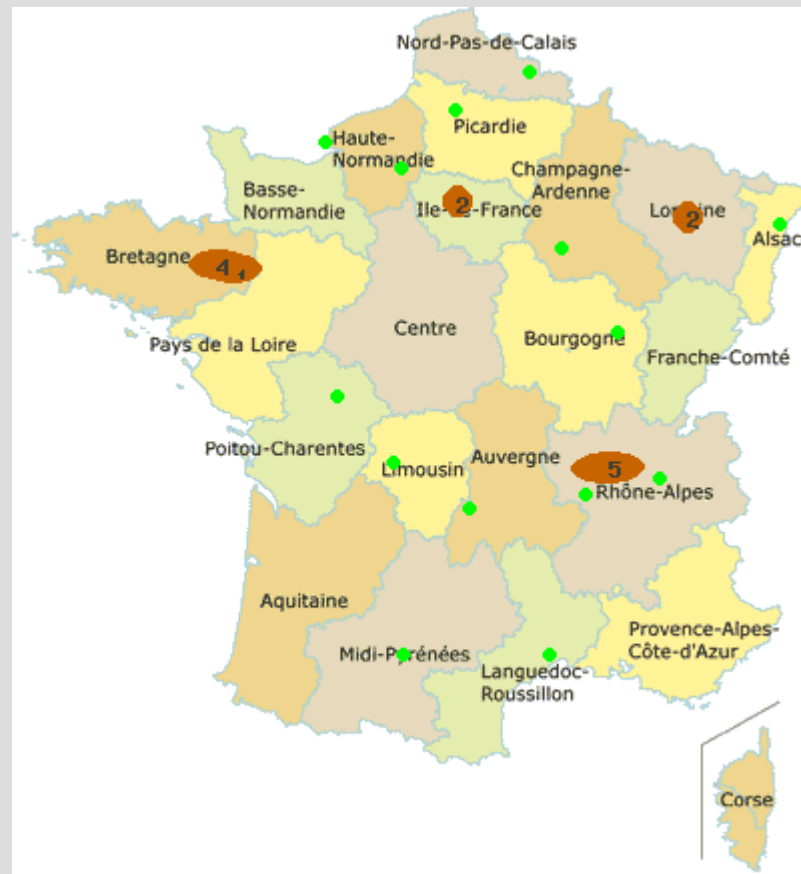 Nord-Pas-de-Calais
Picardie
Haute-
Normandie
Champagne-
Ardenne
Basse-
Normandie
2
Ile-de-France
2
Lorraine
Alsac
Bretagne
4 1
Centre
Bourgogne
Pays de la Loire
Franche-Comté
Poitou-Charentes
Auvergne
Limousin
5
Rhône-Alpes
Aquitaine
Provence-Alpes-
Côte-d'Azur
Midi-Pyrénées
Languedoc-
Roussillon
Corse